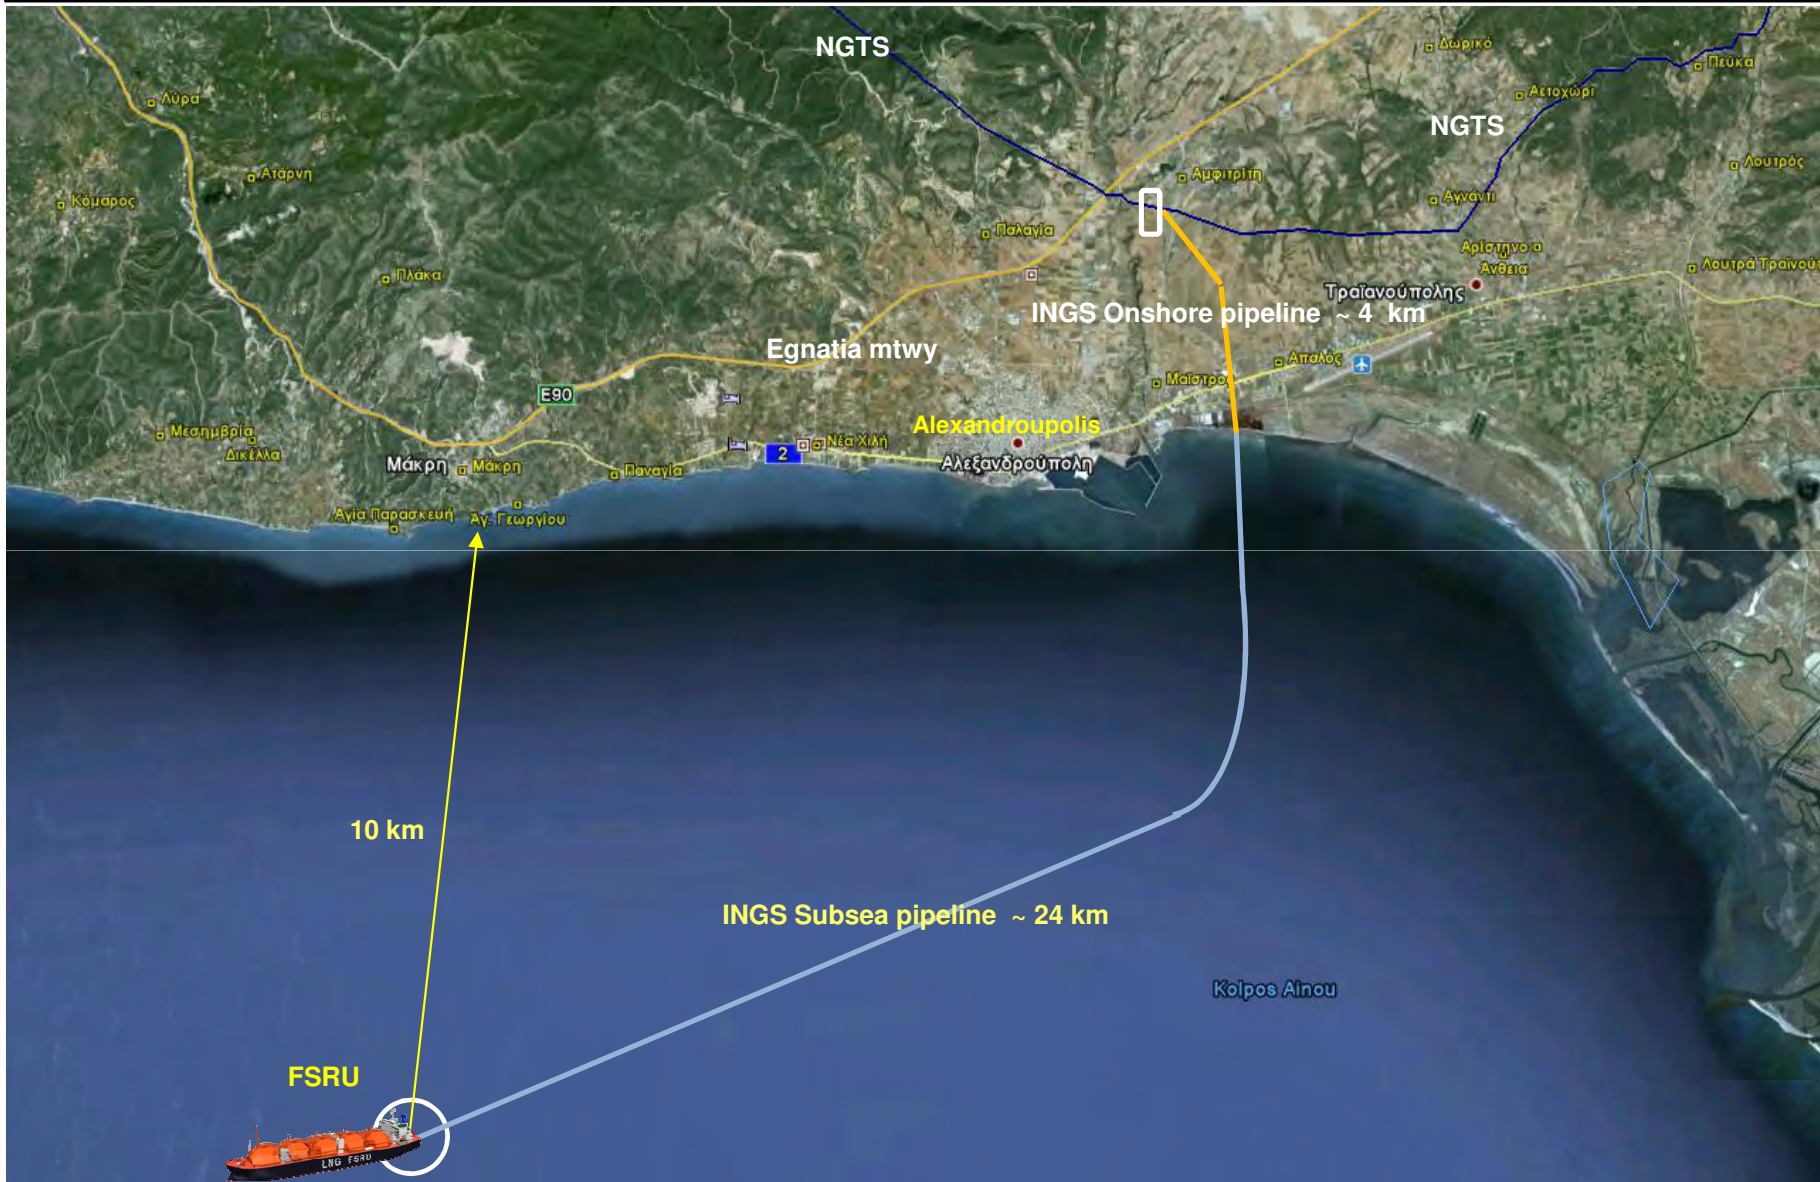 NGTS
Δωρικό
Πεύκα
Λύρα
Αετοχώρι
NGTS
Λουτρός
Ατάρνη
Αμφιτρίτη
Κόμαρος
Αγνάντι
Παλαγία
Αρίστηνο
Άνθεια
Λουτρά Τραϊνού
Πλάκα
Τραϊανούπολης
INGS Onshore pipeline ~ 4 km
Egnatia mtwy
Απαλός
Μαΐστρος
E90
Alexandroupolis
Μεσημβρία
Δικέλλα
Νέα Χιλή
2
Μάκρη
Μάκρη
Παναγία
Αλεξανδρούπολη
Αγία Παρασκευή
Άγ. Γεωργίου
10 km
INGS Subsea pipeline ~ 24 km
Kolpos Ainou
FSRU
LNG FSRU